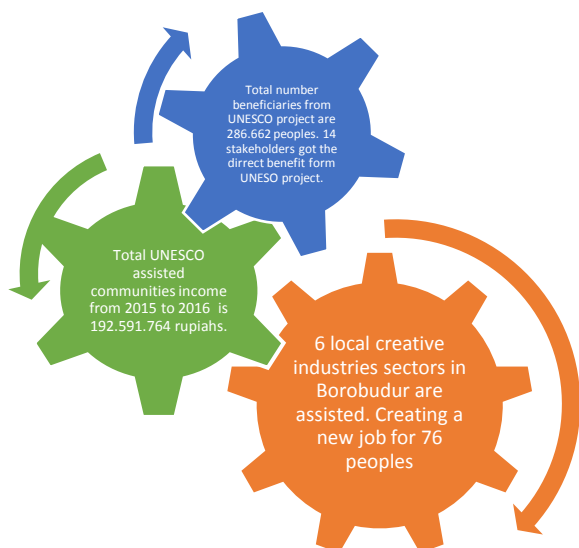 Total number
beneficiaries from
UNESCO project are
286.662 peoples. 14
stakeholders got the
dirrect benefit form
UNESO project.
Total UNESCO
assisted
communities income
from 2015 to 2016 is
192.591.764 rupiahs.
6 local creative
industries sectors in
Borobudur are
assisted. Creating a
new job for 76
peoples